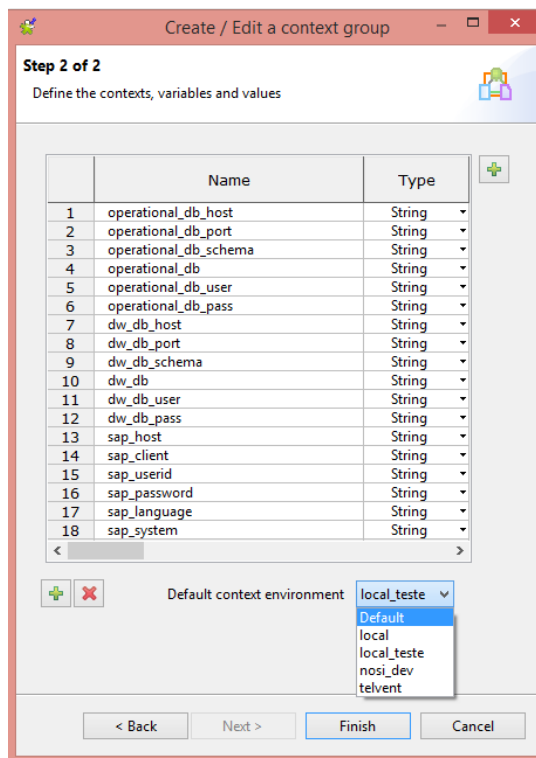 Create / Edit a context group
Step 2 of 2
Define the contexts, variables and values
Name Type
1 operational_db_host String
2 operational_db_port String
3 operational_db_schema String
4 operational_db String
5 operational_db_user String
6 operational_db_pass String
7 dw_db_host String
8 dw_db_port String
9 dw_db_schema String
10 dw_db String
11 dw_db_user String
12 dw_db_pass String
13 sap_host String
14 sap_client String
15 sap_userid String
16 sap_password String
17 sap_language String
18 sap_system String
Default context environment local_teste
Default
local
local_teste
nosi_dev
telvent
< Back Next > Finish Cancel